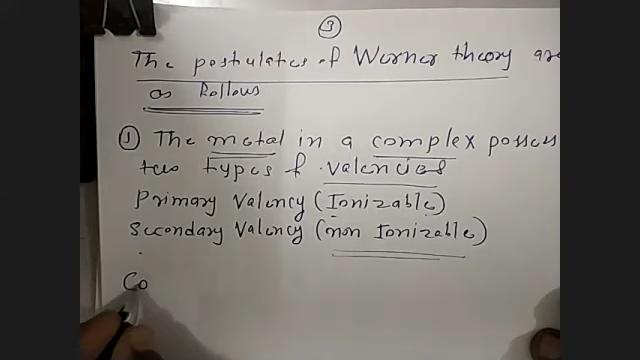 3
The postulates of Werner theory are
as follows
1 The metal in a complex possess
two types of valencies
Primary Valency (Ionizable)
Secondary Valency (non Ionizable)
Co